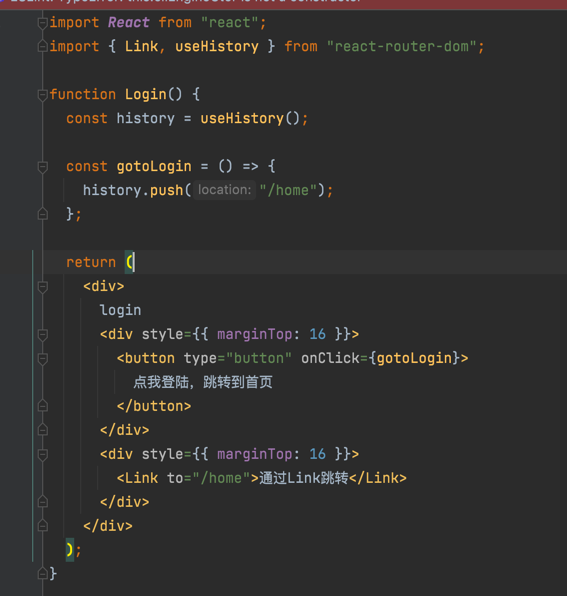 import React from "react";
import { Link, useHistory } from "react-router-dom";
function Login() {
const history = useHistory();
const gotoLogin = () => {
history.push( location: "/home");
};
return (
<div>
login
<div style={{ marginTop: 16 }}>
<button type="button" onClick={gotoLogin}>
点我登陆，跳转到首页
</button>
</div>
<div style={{ marginTop: 16 }}>
<Link to="/home">通过Link跳转</Link>
</div>
</div>
);
}